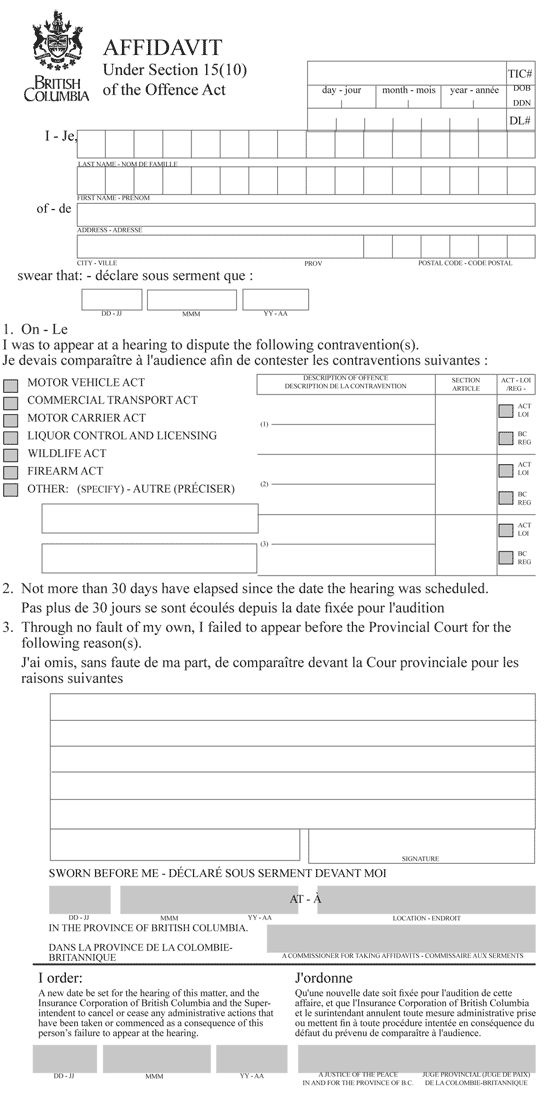 BRITISH
COLUMBIA
AFFIDAVIT
Under Section 15(10)
of the Offence Act
TIC#
day - jour month - mois year - année DOB
DDN
DL#
I - Je,
LAST NAME - NOM DE FAMILLE
FIRST NAME - PRÉNOM
of - de
ADDRESS - ADRESSE
CITY - VILLE PROV POSTAL CODE - CODE POSTAL
swear that: - déclare sous serment que :
DD - JJ MMM YY - AA
1. On - Le
I was to appear at a hearing to dispute the following contravention(s).
Je devais comparaître à l'audience afin de contester les contraventions suivantes :
MOTOR VEHICLE ACT
COMMERCIAL TRANSPORT ACT
MOTOR CARRIER ACT
LIQUOR CONTROL AND LICENSING
WILDLIFE ACT
FIREARM ACT
OTHER: (SPECIFY) - AUTRE (PRÉCISER)
DESCRIPTION OF OFFENCE SECTION ACT - LOI
DESCRIPTION DE LA CONTRAVENTION ARTICLE /REG -
ACT
LOI
(1)
BC
REG
ACT
LOI
(2)
BC
REG
ACT
LOI
(3)
BC
REG
2. Not more than 30 days have elapsed since the date the hearing was scheduled.
Pas plus de 30 jours se sont écoulés depuis la date fixée pour l'audition
3. Through no fault of my own, I failed to appear before the Provincial Court for the
following reason(s).
J'ai omis, sans faute de ma part, de comparaître devant la Cour provinciale pour les
raisons suivantes
SIGNATURE
SWORN BEFORE ME - DÉCLARÉ SOUS SERMENT DEVANT MOI
AT - À
DD - JJ MMM YY - AA LOCATION - ENDROIT
IN THE PROVINCE OF BRITISH COLUMBIA.
DANS LA PROVINCE DE LA COLOMBIE-
BRITANNIQUE
A COMMISSIONER FOR TAKING AFFIDAVITS - COMMISSAIRE AUX SERMENTS
I order:
A new date be set for the hearing of this matter, and the
Insurance Corporation of British Columbia and the Super-
intendent to cancel or cease any administrative actions that
have been taken or commenced as a consequence of this
person's failure to appear at the hearing.
J'ordonne
Qu'une nouvelle date soit fixée pour l'audition de cette
affaire, et que l'Insurance Corporation of British Columbia
et le surintendant annulent toute mesure administrative prise
ou mettent fin à toute procédure intentée en conséquence du
défaut du prévenu de comparaître à l'audience.
DD - JJ MMM YY - AA
A JUSTICE OF THE PEACE JUGE PROVINCIAL (JUGE DE PAIX)
IN AND FOR THE PROVINCE OF B.C. DE LA COLOMBIE-BRITANNIQUE